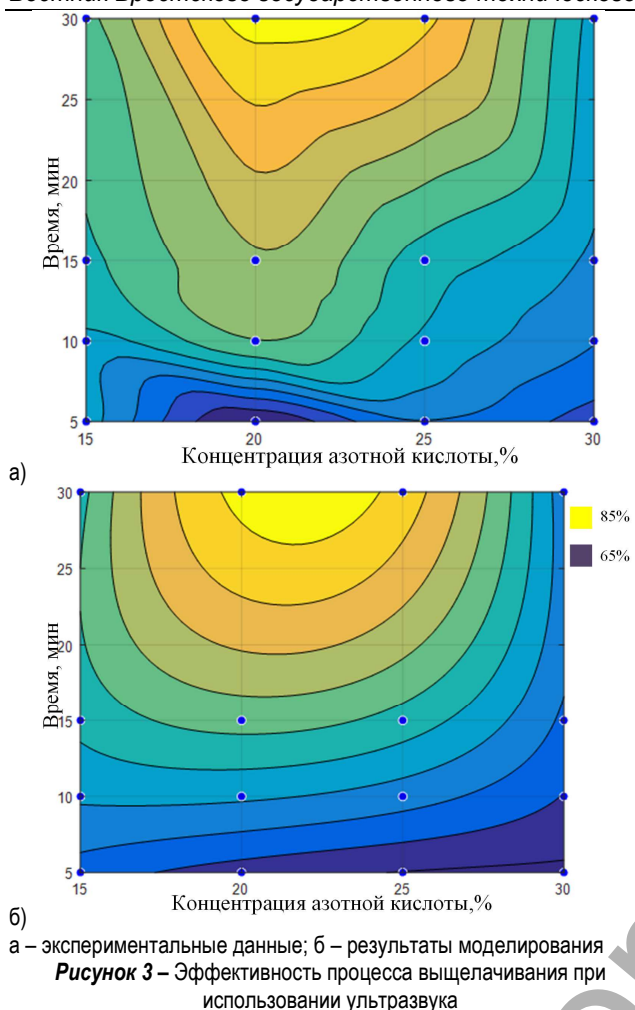 30
25
20
15
10
5
Время, мин
15 20 25 30
Концентрация азотной кислоты,%
а)
30
25
20
15
10
5
Время, мин
85%
65%
15 20 25 30
Концентрация азотной кислоты,%
б)
а – экспериментальные данные; б – результаты моделирования
Рисунок 3 – Эффективность процесса выщелачивания при
использовании ультразвука